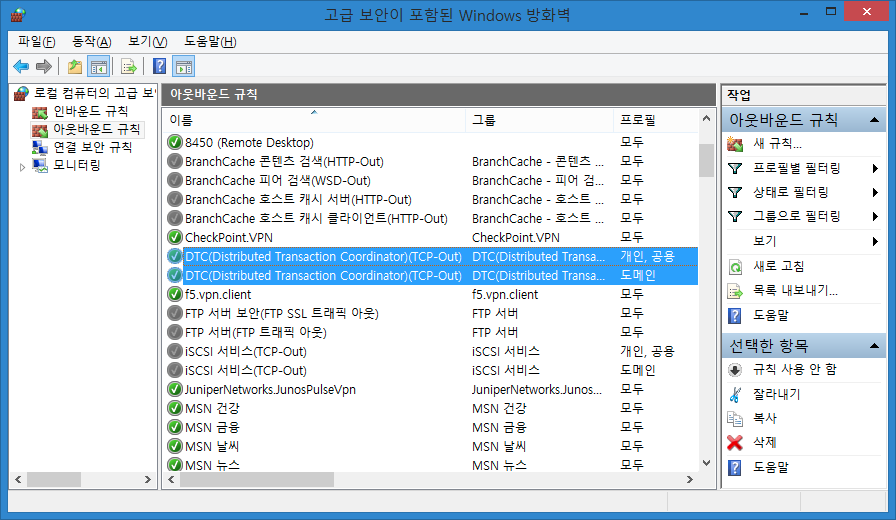 고급 보안이 포함된 Windows 방화벽
파일(F) 동작(A) 보기(V) 도움말(H)
로컬 컴퓨터의 고급 보
인바운드 규칙
아웃바운드 규칙
연결 보안 규칙
모니터링
아웃바운드 규칙
이름 그룹 프로필
8450 (Remote Desktop) 모두
BranchCache 콘텐츠 검색(HTTP-Out) BranchCache - 콘텐츠 ... 모두
BranchCache 피어 검색(WSD-Out) BranchCache - 피어 검... 모두
BranchCache 호스트 캐시 서버(HTTP-Out) BranchCache - 호스트 ... 모두
BranchCache 호스트 캐시 클라이언트(HTTP-Out) BranchCache - 호스트 ... 모두
CheckPoint.VPN CheckPoint.VPN 모두
DTC(Distributed Transaction Coordinator)(TCP-Out) DTC(Distributed Transa... 개인, 공용
DTC(Distributed Transaction Coordinator)(TCP-Out) DTC(Distributed Transa... 도메인
f5.vpn.client f5.vpn.client 모두
FTP 서버 보안(FTP SSL 트래픽 아웃) FTP 서버 모두
FTP 서버(FTP 트래픽 아웃) FTP 서버 모두
iSCSI 서비스(TCP-Out) iSCSI 서비스 개인, 공용
iSCSI 서비스(TCP-Out) iSCSI 서비스 도메인
JuniperNetworks.JunosPulseVpn JuniperNetworks.Junos... 모두
MSN 건강 MSN 건강 모두
MSN 금융 MSN 금융 모두
MSN 날씨 MSN 날씨 모두
MSN 뉴스 MSN 뉴스 모두
작업
아웃바운드 규칙
새 규칙...
프로필별 필터링
상태로 필터링
그룹으로 필터링
보기
새로 고침
목록 내보내기...
도움말
선택한 항목
규칙 사용 안 함
잘라내기
복사
삭제
도움말